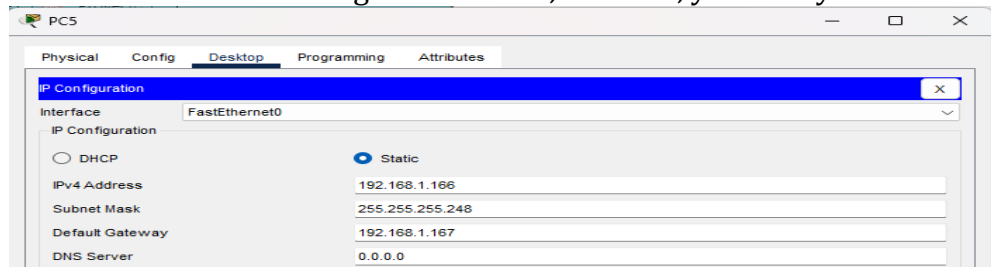 PC5
Physical Config Desktop Programming Attributes
IP Configuration X
Interface FastEthernet0
IP Configuration
DHCP Static
IPv4 Address 192.168.1.166
Subnet Mask 255.255.255.248
Default Gateway 192.168.1.167
DNS Server 0.0.0.0